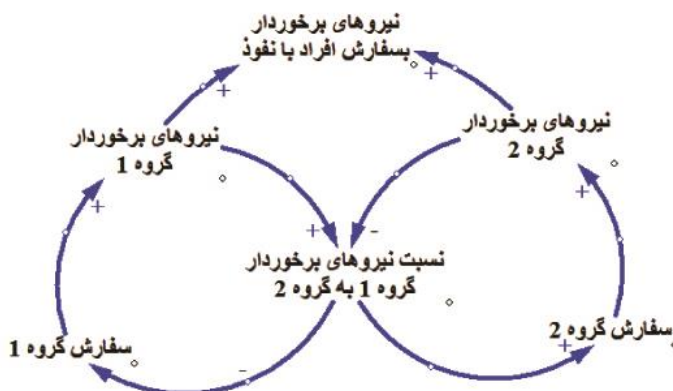 نیروهای برخوردار
بسفارش افراد با نفوذ
+
+
نیروهای برخوردار
گروه 2
نیروهای برخوردار
گروه 1
+
+
-
+
نسبت نیروهای برخوردار
گروه 1 به گروه 2
سفارش گروه 2
+
سفارش گروه 1
-